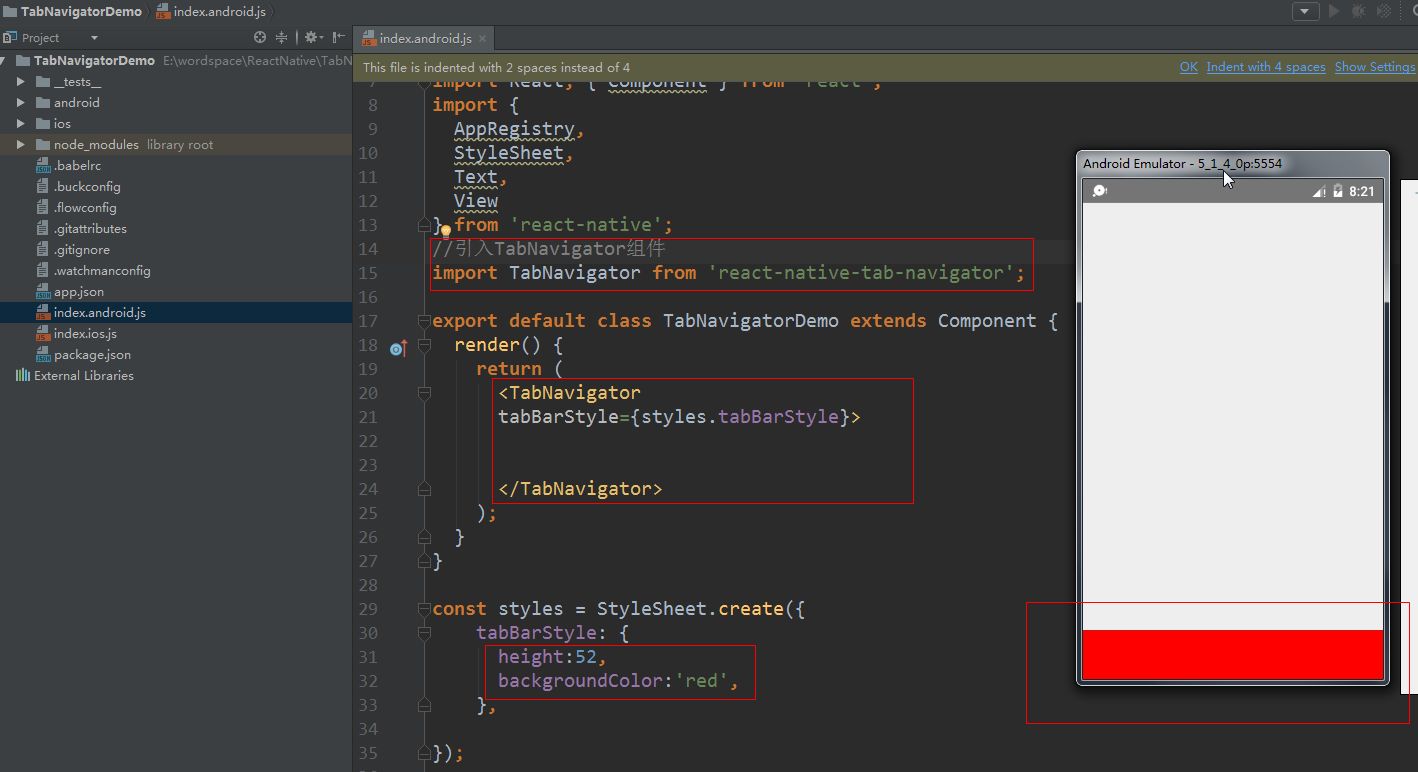 TabNavigatorDemo index.android.js
Project
TabNavigatorDemo E:\wordspace\ReactNative\TabN
__tests__
android
ios
node_modules library root
.babelrc
.buckconfig
.flowconfig
.gitattributes
.gitignore
.watchmanconfig
app.json
index.android.js
index.ios.js
package.json
External Libraries
index.android.js
This file is indented with 2 spaces instead of 4 OK Indent with 4 spaces Show Settings
7 import React, { Component } from 'react';
8 import {
9 AppRegistry,
10 StyleSheet,
11 Text,
12 View
13 } from 'react-native';
14 //引入TabNavigator组件
15 import TabNavigator from 'react-native-tab-navigator';
16
17 export default class TabNavigatorDemo extends Component {
18 render() {
19 return (
20 <TabNavigator
21 tabBarStyle={styles.tabBarStyle}>
22
23
24 </TabNavigator>
25 );
26 }
27 }
28
29 const styles = StyleSheet.create({
30 tabBarStyle: {
31 height:52,
32 backgroundColor:'red',
33 },
34
35 });
Android Emulator - 5_1_4_0p:5554
8:21